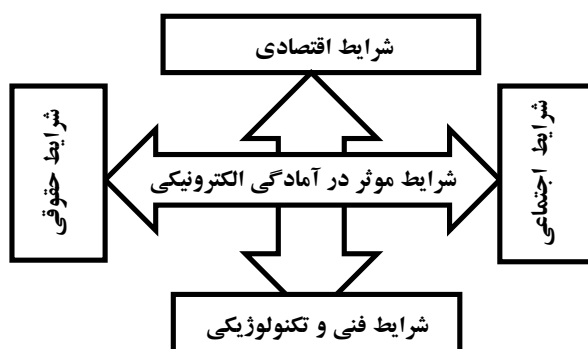 شرایط اقتصادی
شرایط اجتماعی
شرایط موثر در آمادگی الکترونیکی
شرایط حقوقی
شرایط فنی و تکنولوژیکی